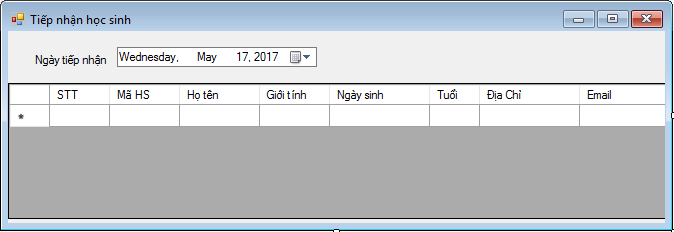 Tiếp nhận học sinh
Ngày tiếp nhận Wednesday, May 17, 2017
STT Mã HS Họ tên Giới tính Ngày sinh Tuổi Địa Chỉ Email
*